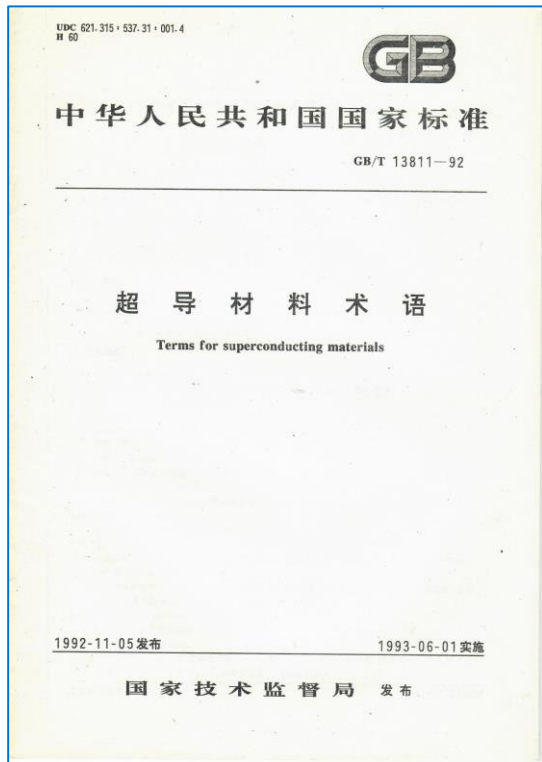 UDC 621.315:537.31:001.4
H 60
GB
中华人民共和国国家标准
GB/T 13811—92
超导材料术语
Terms for superconducting materials
1992-11-05发布
1993-06-01实施
国家技术监督局 发布